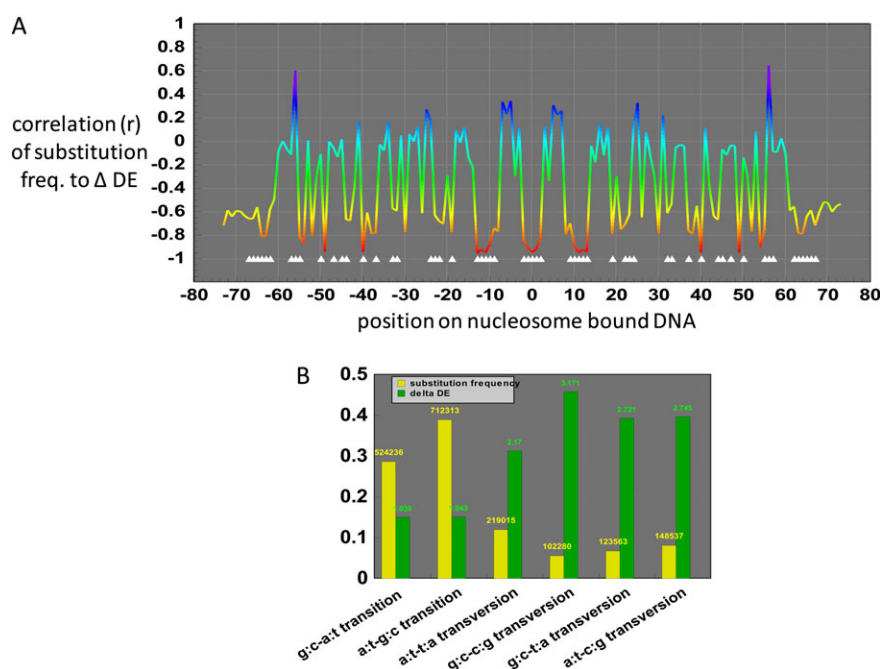 A
1
0.8
0.6
0.4
0.2
0
-0.2
-0.4
-0.6
-0.8
-1
correlation (r)
of substitution
freq. to Δ DE
-80 -70 -60 -50 -40 -30 -20 -10 0 10 20 30 40 50 60 70 80
position on nucleosome bound DNA
B
0.5
0.4
0.3
0.2
0.1
0
substitution frequency
delta DE
524236
712313
219015
2.17
102280
3.171
123563
2.721
148537
2.745
g:c-a:t transition
a:t-g:c transition
a:t-t:a transversion
g:c-c:g transversion
g:c-t:a transversion
a:t-c:g transversion